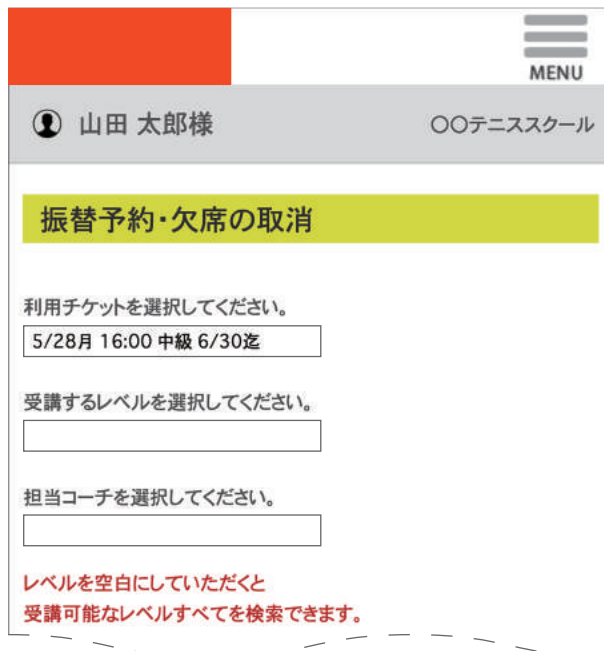 MENU
山田 太郎様
〇〇テニススクール
振替予約・欠席の取消
利用チケットを選択してください。
5/28月 16:00 中級 6/30迄
受講するレベルを選択してください。
担当コーチを選択してください。
レベルを空白にしていただくと
受講可能なレベルすべてを検索できます。